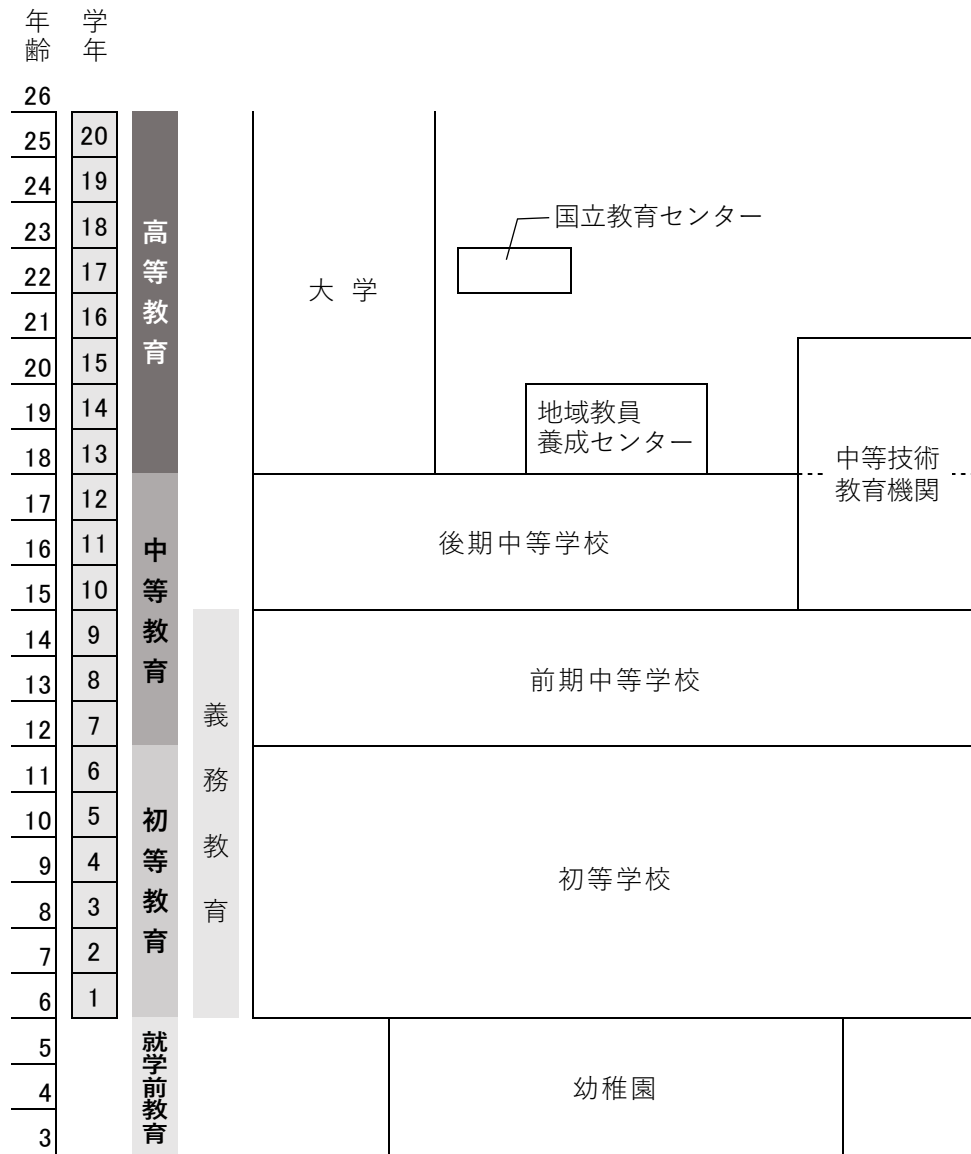 年齢
学年
26
25
20
24
19
23
18
22
17
21
16
20
15
19
14
18
13
17
12
16
11
15
10
14
9
13
8
12
7
11
6
10
5
9
4
8
3
7
2
6
1
5
4
3
高等教育
中等教育
初等教育
就学前教育
義務教育
大学
国立教育センター
地域教員
養成センター
中等技術
教育機関
後期中等学校
前期中等学校
初等学校
幼稚園